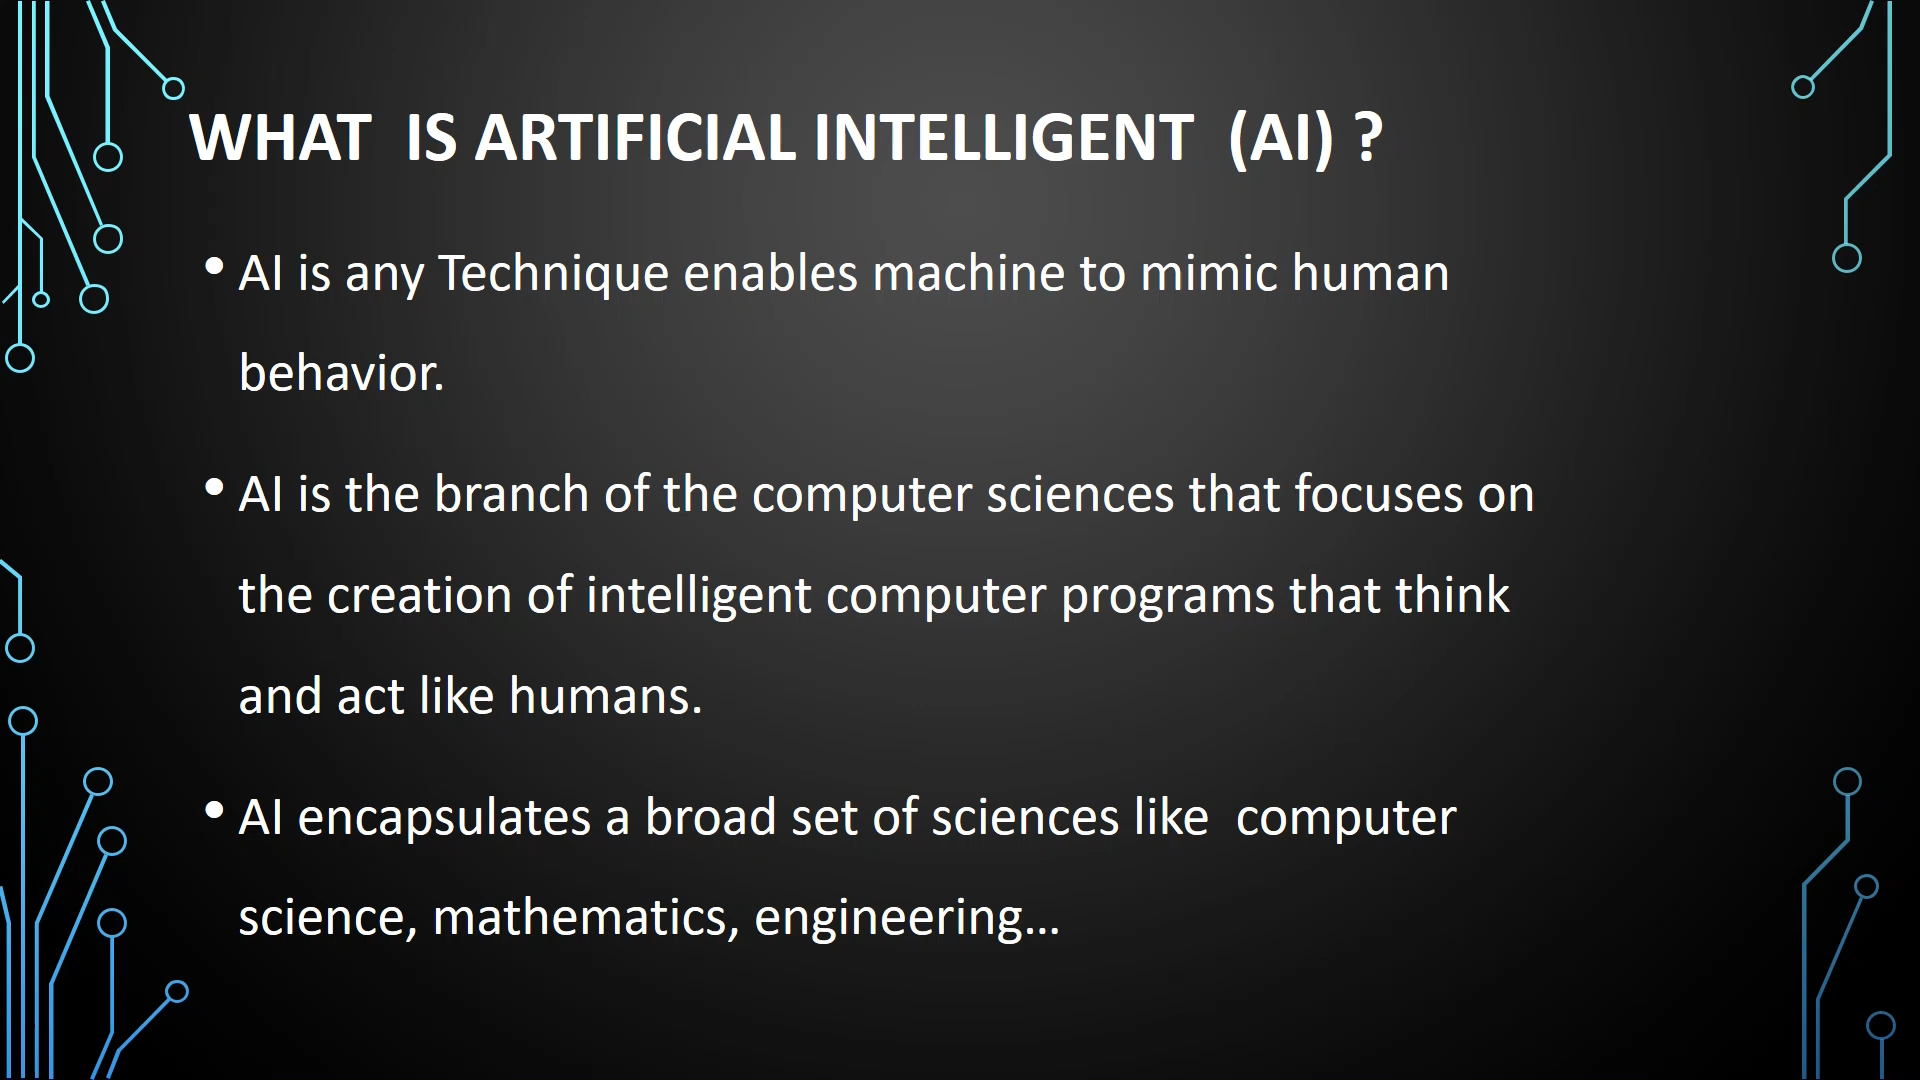 WHAT  IS ARTIFICIAL INTELLIGENT  (AI) ?
• AI is any Technique enables machine to mimic human
behavior.
• AI is the branch of the computer sciences that focuses on
the creation of intelligent computer programs that think
and act like humans.
• AI encapsulates a broad set of sciences like  computer
science, mathematics, engineering...